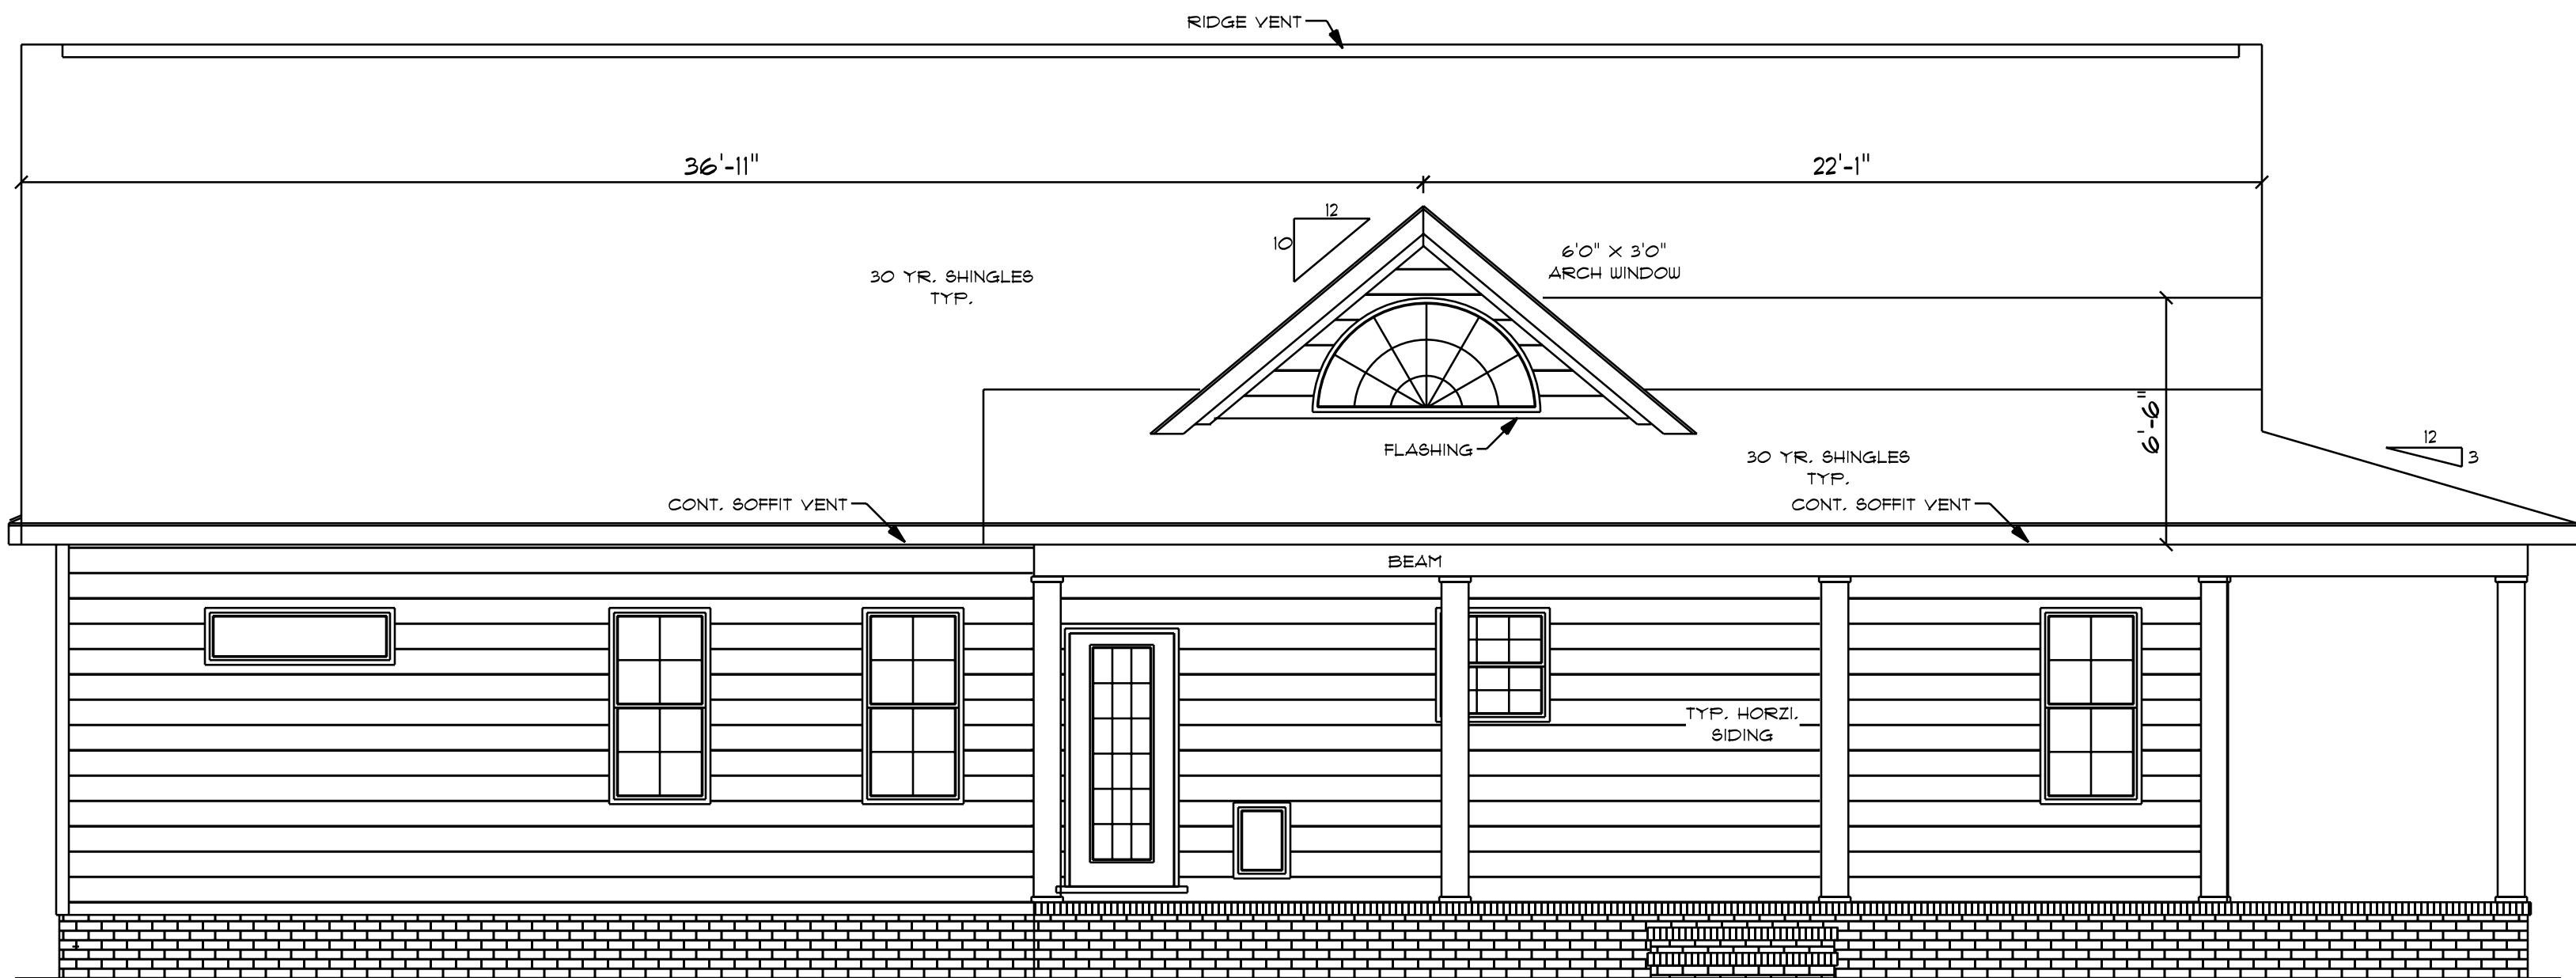 RIDGE VENT
36'-11"
22'-1"
12
10
6'0" X 3'0"
ARCH WINDOW
30 YR. SHINGLES
TYP.
6'-6"
12
3
FLASHING
30 YR. SHINGLES
TYP.
CONT. SOFFIT VENT
CONT. SOFFIT VENT
BEAM
TYP. HORZI.
SIDING